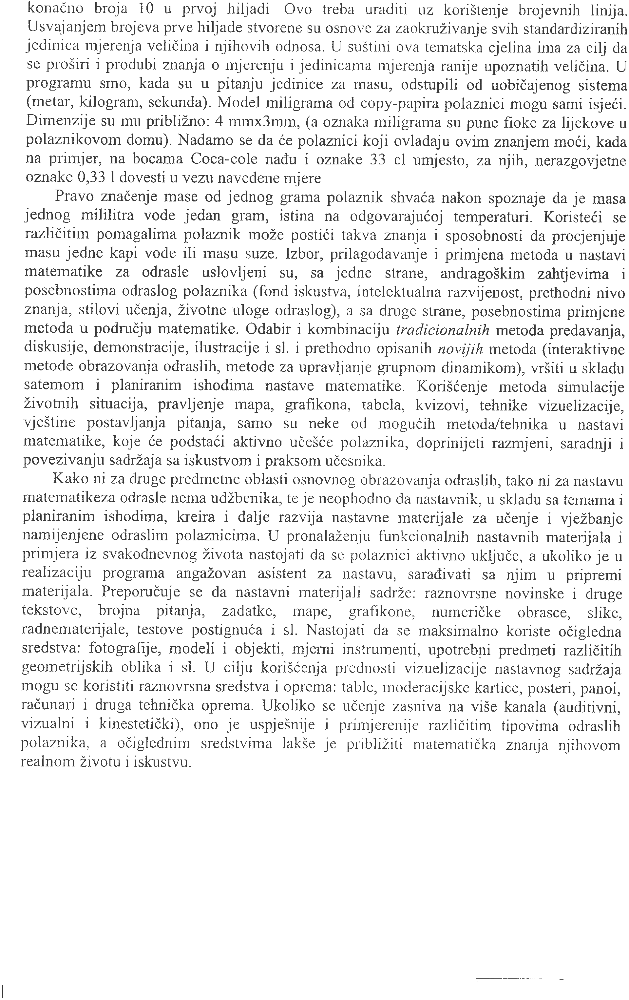 konačno broja 10 u prvoj hiljadi Ovo treba uraditi uz korištenje brojevnih linija.
Usvajanjem brojeva prve hiljade stvorene su osnove za zaokruživanje svih standardiziranih
jedinica mjerenja veličina i njihovih odnosa. U suštini ova tematska cjelina ima za cilj da
se proširi i produbi znanja o mjerenju i jedinicama mjerenja ranije upoznatih veličina. U
programu smo, kada su u pitanju jedinice za masu, odstupili od uobičajenog sistema
(metar, kilogram, sekunda). Model miligrama od copy-papira polaznici mogu sami isjeći.
Dimenzije su mu približno: 4 mmx3mm, (a oznaka miligrama su pune fioke za lijekove u
polaznikovom domu). Nadamo se da će polaznici koji ovladaju ovim znanjem moći, kada
na primjer, na bocama Coca-cole nađu i oznake 33 cl umjesto, za njih, nerazgovjetne
oznake 0,33 l dovesti u vezu navedene mjere
Pravo značenje mase od jednog grama polaznik shvaća nakon spoznaje da je masa
jednog mililitra vode jedan gram, istina na odgovarajućoj temperaturi. Koristeći se
različitim pomagalima polaznik može postići takva znanja i sposobnosti da procjenjuje
masu jedne kapi vode ili masu suze. Izbor, prilagođavanje i primjena metoda u nastavi
matematike za odrasle uslovljeni su, sa jedne strane, andragoškim zahtjevima i
posebnostima odraslog polaznika (fond iskustva, intelektualna razvijenost, prethodni nivo
znanja, stilovi učenja, životne uloge odraslog), a sa druge strane, posebnostima primjene
metoda u području matematike. Odabir i kombinaciju tradicionalnih metoda predavanja,
diskusije, demonstracije, ilustracije i sl. i prethodno opisanih novijih metoda (interaktivne
metode obrazovanja odraslih, metode za upravljanje grupnom dinamikom), vršiti u skladu
satemom i planiranim ishodima nastave matematike. Korišćenje metoda simulacije
životnih situacija, pravljenje mapa, grafikona, tabela, kvizovi, tehnike vizuelizacije,
vještine postavljanja pitanja, samo su neke od mogućih metoda/tehnika u nastavi
matematike, koje će podstaći aktivno učešće polaznika, doprinijeti razmjeni, saradnji i
povezivanju sadržaja sa iskustvom i praksom učesnika.
Kako ni za druge predmetne oblasti osnovnog obrazovanja odraslih, tako ni za nastavu
matematikeza odrasle nema udžbenika, te je neophodno da nastavnik, u skladu sa temama i
planiranim ishodima, kreira i dalje razvija nastavne materijale za učenje i vježbanje
namijenjene odraslim polaznicima. U pronalaženju funkcionalnih nastavnih materijala i
primjera iz svakodnevnog života nastojati da se polaznici aktivno uključe, a ukoliko je u
realizaciju programa angažovan asistent za nastavu, sarađivati sa njim u pripremi
materijala. Preporučuje se da nastavni materijali sadrže: raznovrsne novinske i druge
tekstove, brojna pitanja, zadatke, mape, grafikone, numeričke obrasce, slike,
radnematerijale, testove postignuća i sl. Nastojati da se maksimalno koriste očigledna
sredstva: fotografije, modeli i objekti, mjerni instrumenti, upotrebni predmeti različitih
geometrijskih oblika i sl. U cilju korišćenja prednosti vizuelizacije nastavnog sadržaja
mogu se koristiti raznovrsna sredstva i oprema: table, moderacijske kartice, posteri, panoi,
računari i druga tehnička oprema. Ukoliko se učenje zasniva na više kanala (auditivni,
vizualni i kinestetički), ono je uspješnije i primjerenije različitim tipovima odraslih
polaznika, a očiglednim sredstvima lakše je približiti matematička znanja njihovom
realnom životu i iskustvu.